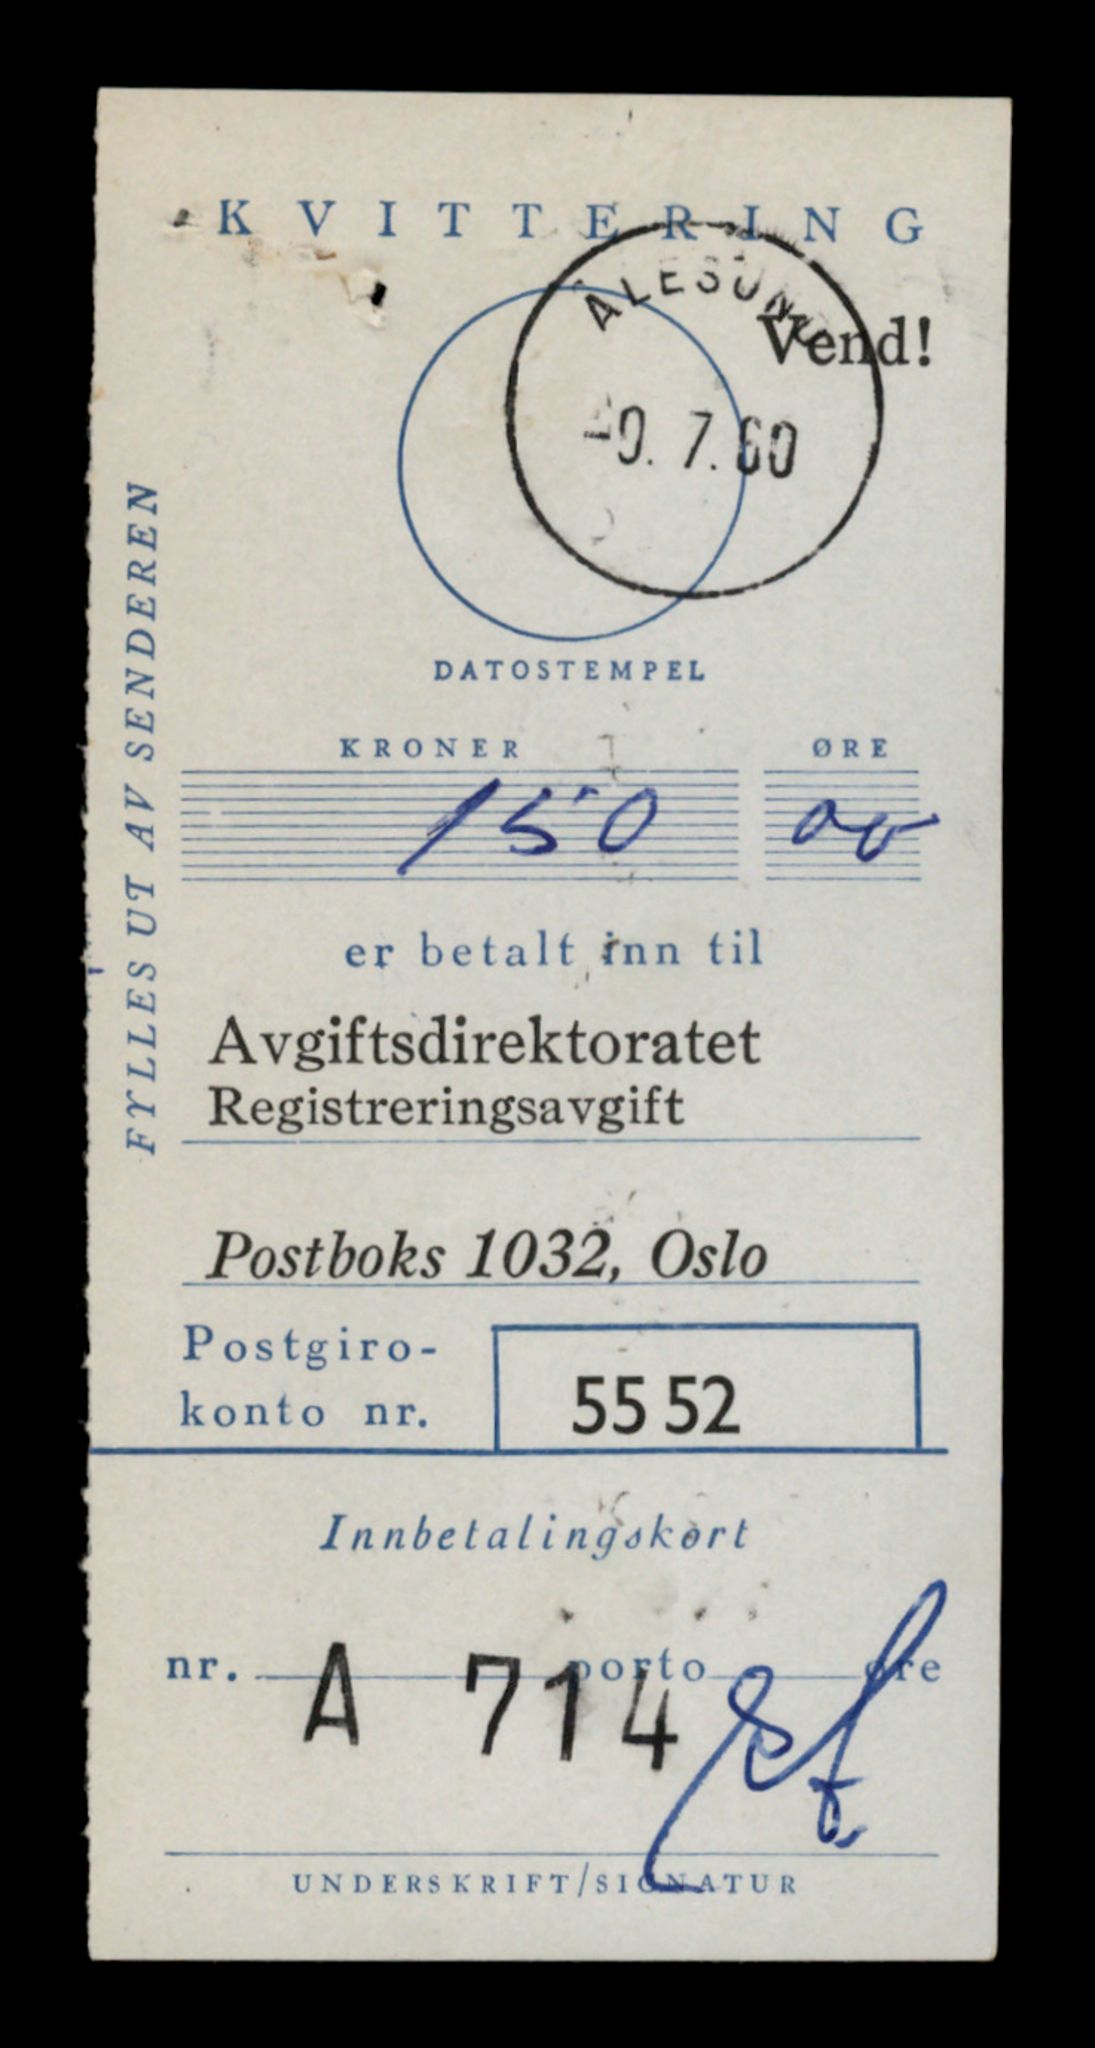 KVITTERING
ÅLESUND
Vend!
0. 7. 60
DATOSTEMPEL
FYLLES UT AV SENDEREN
KRONER ØRE
150 00
er betalt inn til
Avgiftsdirektoratet
Registreringsavgift
Postboks 1032, Oslo
Postgiro-
konto nr. 55 52
Innbetalingskort
nr. porto øre
A 714
UNDERSKRIFT/SIGNATUR